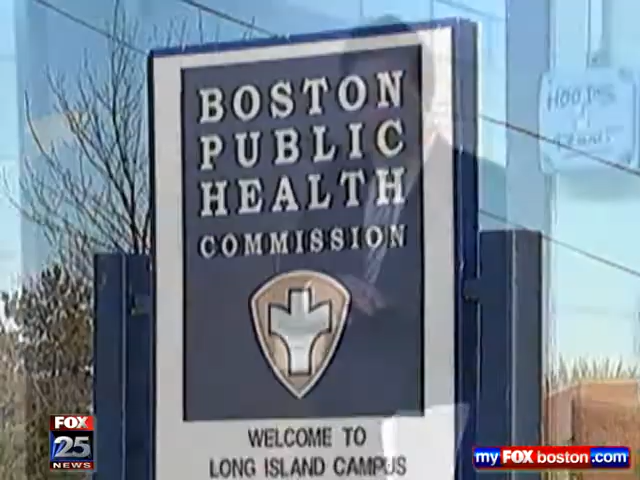 BOSTON
PUBLIC
HEALTH
COMMISSION
WELCOME TO
LONG ISLAND CAMPUS
FOX
25
NEWS
myFOXboston.com